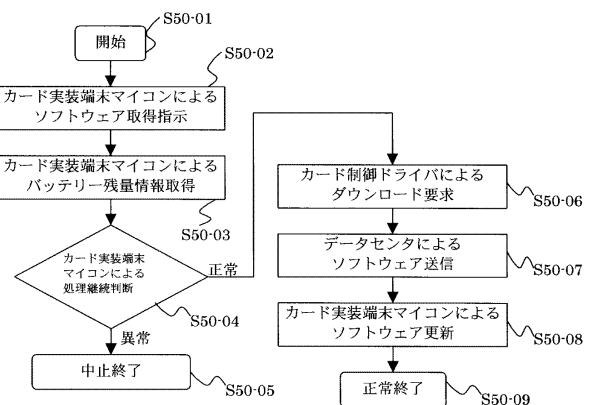 開始
S50-01
S50-02
カード実装端末マイコンによる
ソフトウェア取得指示
カード実装端末マイコンによる
バッテリー残量情報取得
S50-03
カード実装端末
マイコンによる
処理継続判断
正常
S50-04
異常
中止終了
S50-05
カード制御ドライバによる
ダウンロード要求
S50-06
データセンタによる
ソフトウェア送信
S50-07
カード実装端末マイコンによる
ソフトウェア更新
S50-08
正常終了
S50-09